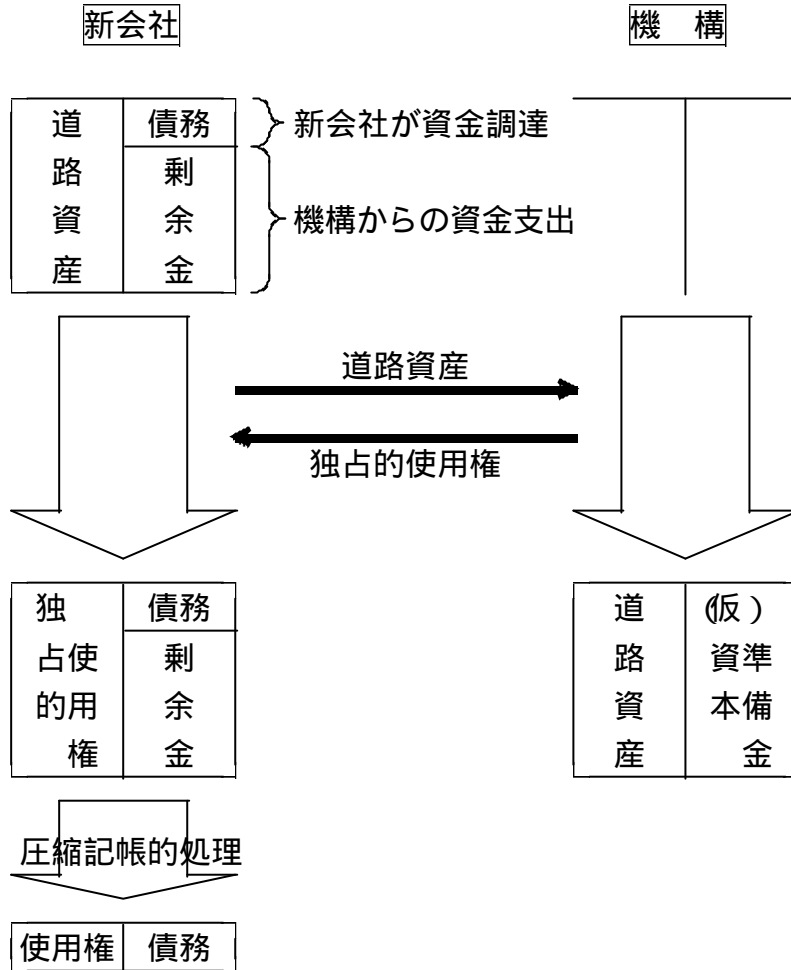 新会社
機　構
道 債務
路 剰
資 余
産 金
新会社が資金調達
機構からの資金支出
道路資産
独占的使用権
独 債務
占使 剰
的用 余
権 金
道 (仮)
路 資準
資 本備
産 金
圧縮記帳的処理
使用権 債務